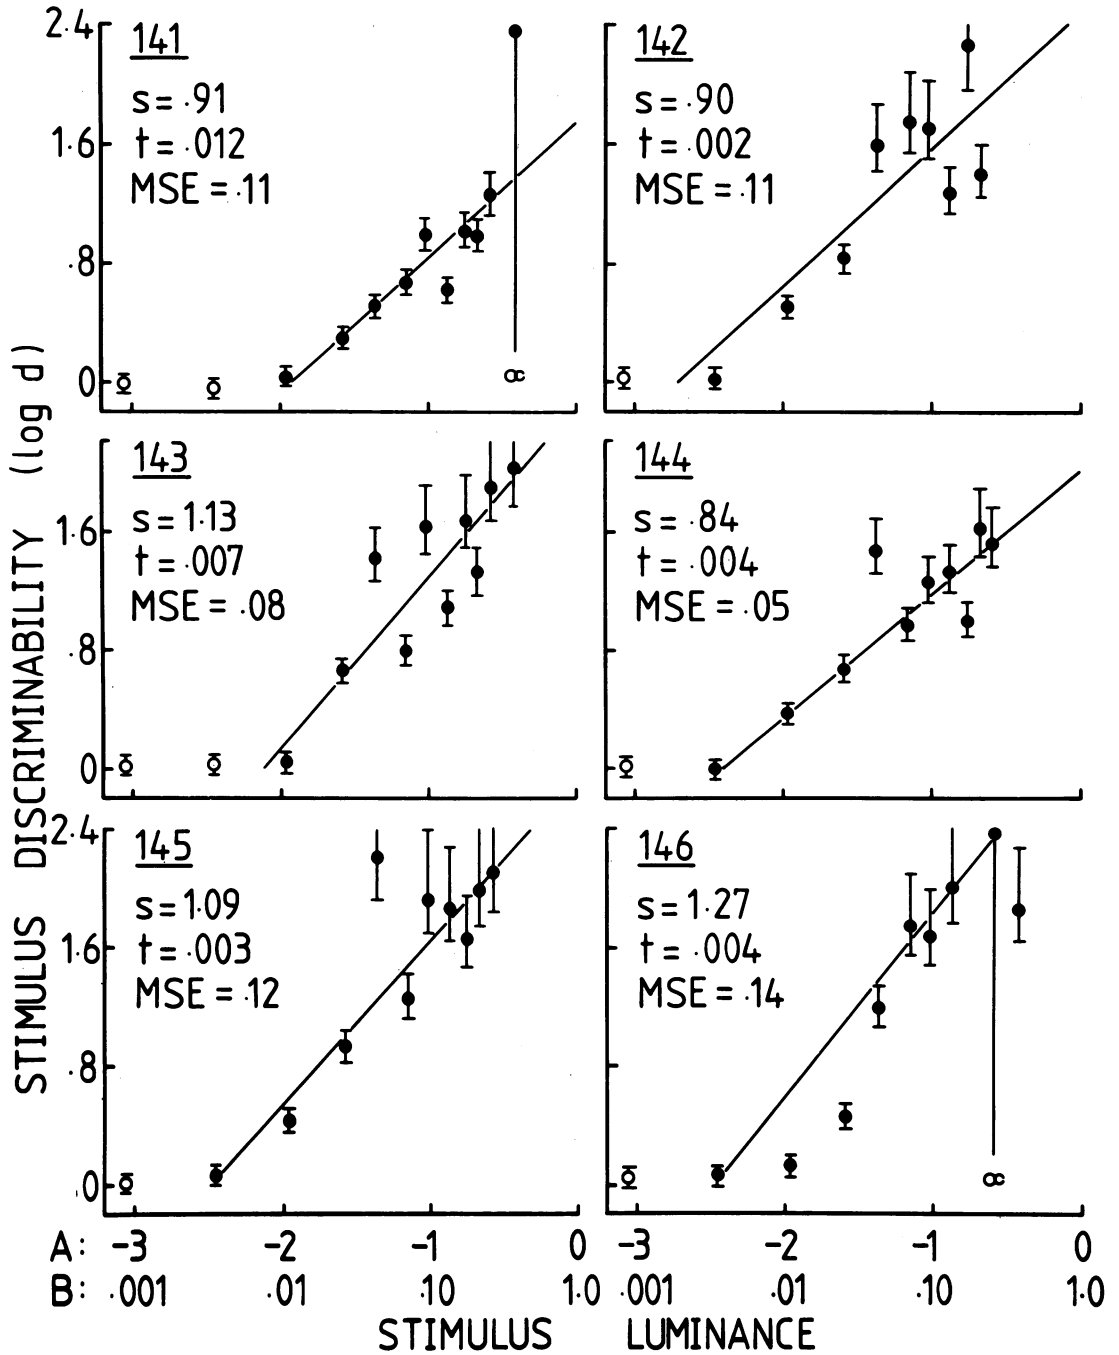 2.4
1.6
.8
0
141
s = .91
t = .012
MSE = .11
∝
142
s = .90
t = .002
MSE = .11
1.6
.8
0
143
s = 1.13
t = .007
MSE = .08
144
s = .84
t = .004
MSE = .05
2.4
1.6
.8
.0
145
s = 1.09
t = .003
MSE = .12
146
s = 1.27
t = .004
MSE = .14
∝
STIMULUS DISCRIMINABILITY (log d)
A: -3 -2 -1 0 -3 -2 -1 0
B: .001 .01 .10 1.0 .001 .01 .10 1.0
STIMULUS LUMINANCE